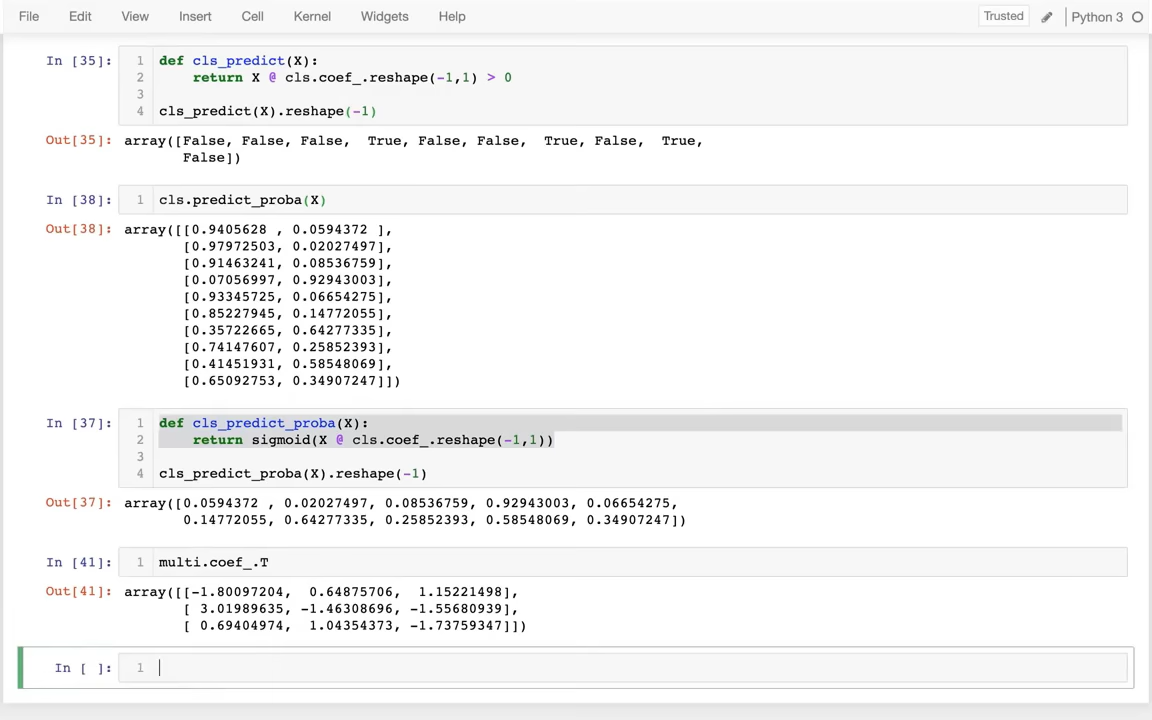 File Edit View Insert Cell Kernel Widgets Help Trusted Python 3
In [35]: 1 def cls_predict(X):
2     return X @ cls.coef_.reshape(-1,1) > 0
3
4 cls_predict(X).reshape(-1)
Out[35]: array([False, False, False,  True, False, False,  True, False,  True,
       False])
In [38]: 1 cls.predict_proba(X)
Out[38]: array([[0.9405628 , 0.0594372 ],
       [0.97972503, 0.02027497],
       [0.91463241, 0.08536759],
       [0.07056997, 0.92943003],
       [0.93345725, 0.06654275],
       [0.85227945, 0.14772055],
       [0.35722665, 0.64277335],
       [0.74147607, 0.25852393],
       [0.41451931, 0.58548069],
       [0.65092753, 0.34907247]])
In [37]: 1 def cls_predict_proba(X):
2     return sigmoid(X @ cls.coef_.reshape(-1,1))
3
4 cls_predict_proba(X).reshape(-1)
Out[37]: array([0.0594372 , 0.02027497, 0.08536759, 0.92943003, 0.06654275,
       0.14772055, 0.64277335, 0.25852393, 0.58548069, 0.34907247])
In [41]: 1 multi.coef_.T
Out[41]: array([[-1.80097204,  0.64875706,  1.15221498],
       [ 3.01989635, -1.46308696, -1.55680939],
       [ 0.69404974,  1.04354373, -1.73759347]])
In [ ]: 1